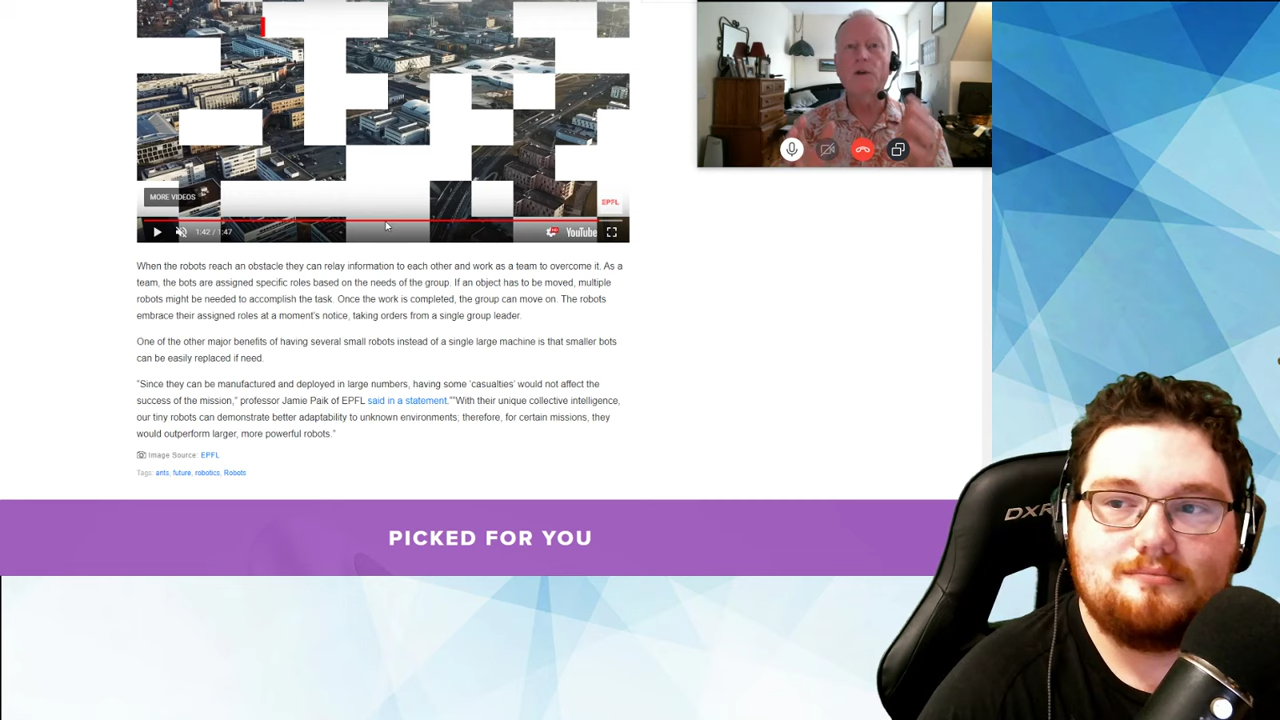 MORE VIDEOS
EPFL
1:42 / 1:47
YouTube
When the robots reach an obstacle they can relay information to each other and work as a team to overcome it. As a
team, the bots are assigned specific roles based on the needs of the group. If an object has to be moved, multiple
robots might be needed to accomplish the task. Once the work is completed, the group can move on. The robots
embrace their assigned roles at a moment's notice, taking orders from a single group leader.
One of the other major benefits of having several small robots instead of a single large machine is that smaller bots
can be easily replaced if need.
"Since they can be manufactured and deployed in large numbers, having some 'casualties' would not affect the
success of the mission," professor Jamie Paik of EPFL said in a statement.""With their unique collective intelligence,
our tiny robots can demonstrate better adaptability to unknown environments; therefore, for certain missions, they
would outperform larger, more powerful robots."
Image Source: EPFL
Tags: ants, future, robotics, Robots
DXR
PICKED FOR YOU